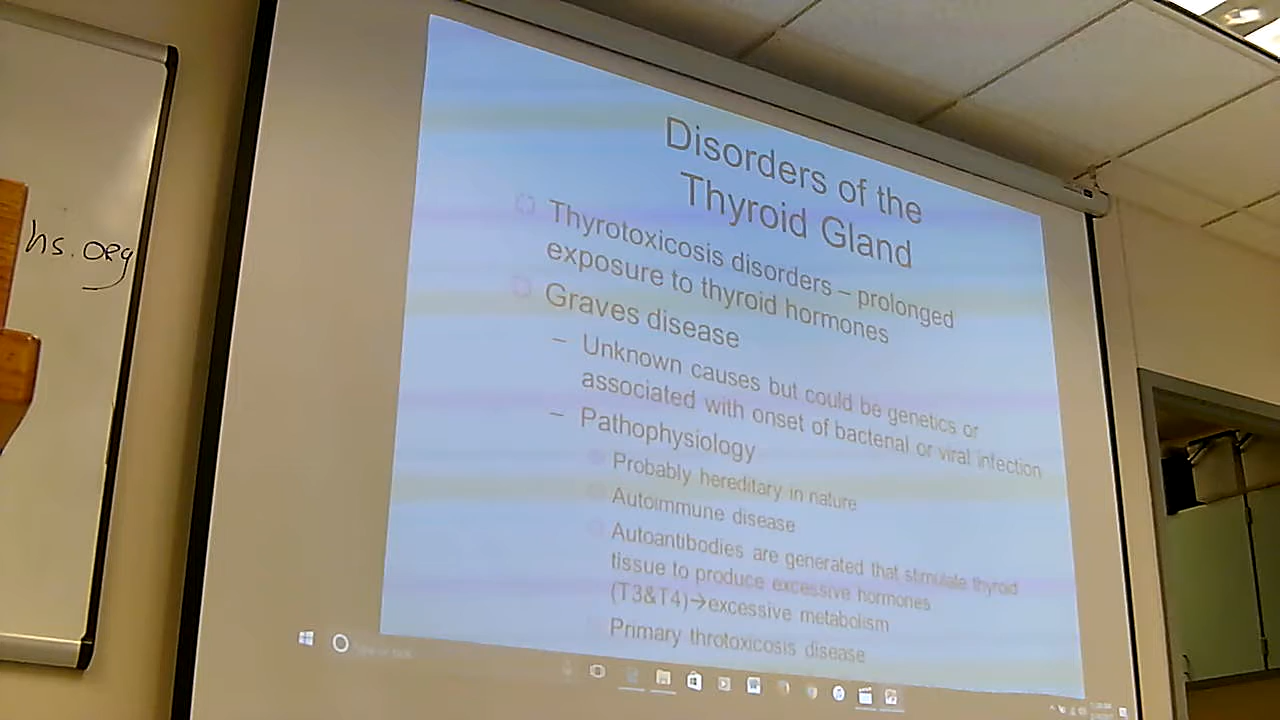 hs.org
Disorders of the
Thyroid Gland
Thyrotoxicosis disorders – prolonged
exposure to thyroid hormones
Graves disease
– Unknown causes but could be genetics or
associated with onset of bacterial or viral infection
– Pathophysiology
Probably hereditary in nature
Autoimmune disease
Autoantibodies are generated that stimulate thyroid
tissue to produce excessive hormones
(T3&T4)→excessive metabolism
Primary throtoxicosis disease